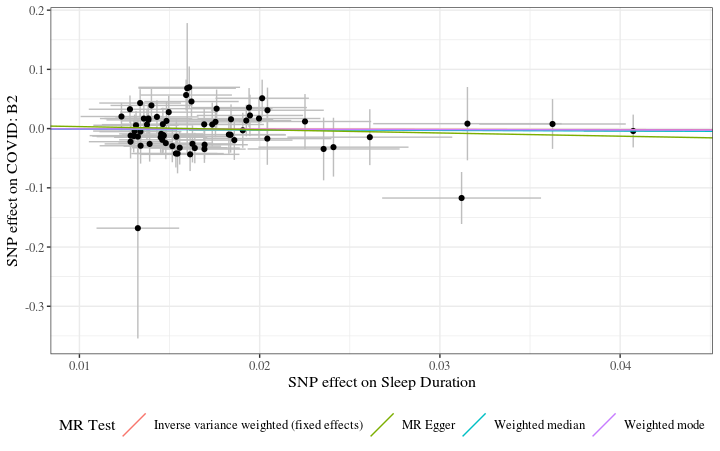 0.2
0.1
0.0
-0.1
-0.2
-0.3
SNP effect on COVID: B2
0.01
0.02
0.03
0.04
SNP effect on Sleep Duration
MR Test
Inverse variance weighted (fixed effects)
MR Egger
Weighted median
Weighted mode